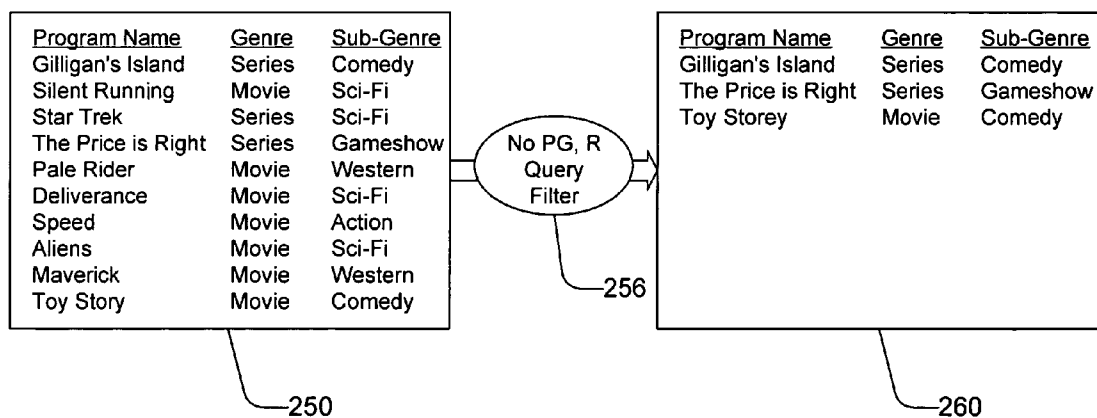 Program Name Genre Sub-Genre
Gilligan's Island Series Comedy
Silent Running Movie Sci-Fi
Star Trek Series Sci-Fi
The Price is Right Series Gameshow
Pale Rider Movie Western
Deliverance Movie Sci-Fi
Speed Movie Action
Aliens Movie Sci-Fi
Maverick Movie Western
Toy Story Movie Comedy
250
No PG, R
Query
Filter
256
Program Name Genre Sub-Genre
Gilligan's Island Series Comedy
The Price is Right Series Gameshow
Toy Storey Movie Comedy
260